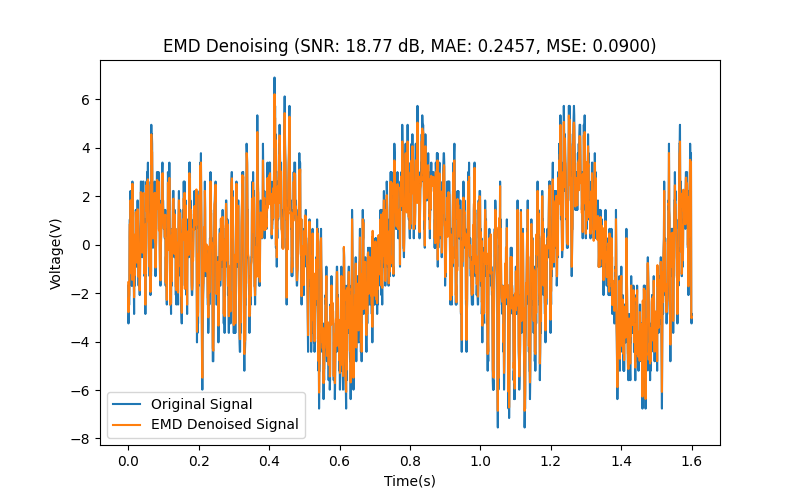 EMD Denoising (SNR: 18.77 dB, MAE: 0.2457, MSE: 0.0900)
6
4
2
0
−2
−4
−6
−8
Voltage(V)
Original Signal
EMD Denoised Signal
0.0 0.2 0.4 0.6 0.8 1.0 1.2 1.4 1.6
Time(s)